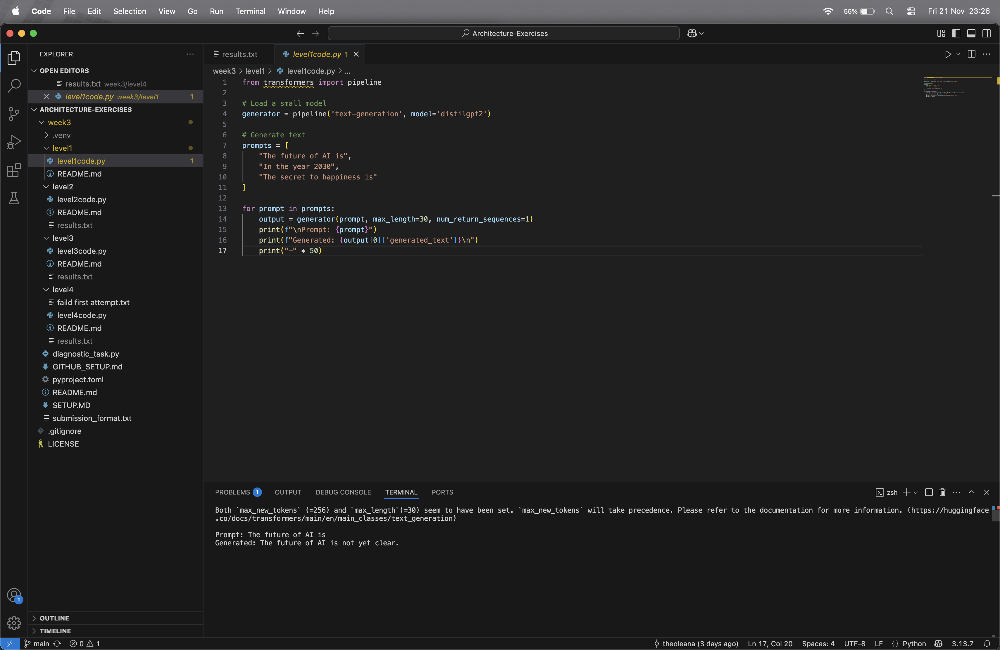 Code File Edit Selection View Go Run Terminal Window Help 55% Fri 21 Nov 23:26
Architecture-Exercises
EXPLORER
OPEN EDITORS
results.txt week3/level4
level1code.py week3/level1 1
ARCHITECTURE-EXERCISES
week3
.venv
level1
level1code.py 1
README.md
level2
level2code.py
README.md
results.txt
level3
level3code.py
README.md
results.txt
level4
faild first attempt.txt
level4code.py
README.md
results.txt
diagnostic_task.py
GITHUB_SETUP.md
pyproject.toml
README.md
SETUP.MD
submission_format.txt
.gitignore
LICENSE
OUTLINE
TIMELINE
results.txt level1code.py 1
week3 > level1 > level1code.py > ...
1 from transformers import pipeline
2
3 # Load a small model
4 generator = pipeline('text-generation', model='distilgpt2')
5
6 # Generate text
7 prompts = [
8 "The future of AI is",
9 "In the year 2030",
10 "The secret to happiness is"
11 ]
12
13 for prompt in prompts:
14 output = generator(prompt, max_length=30, num_return_sequences=1)
15 print(f"\nPrompt: {prompt}")
16 print(f"Generated: {output[0]['generated_text']}\n")
17 print("-" * 50)
PROBLEMS 1 OUTPUT DEBUG CONSOLE TERMINAL PORTS zsh
Both `max_new_tokens` (=256) and `max_length`(=30) seem to have been set. `max_new_tokens` will take precedence. Please refer to the documentation for more information. (https://huggingface
.co/docs/transformers/main/en/main_classes/text_generation)
Prompt: The future of AI is
Generated: The future of AI is not yet clear.
1
main 0 1 theoleana (3 days ago) Ln 17, Col 20 Spaces: 4 UTF-8 LF {} Python 3.13.7